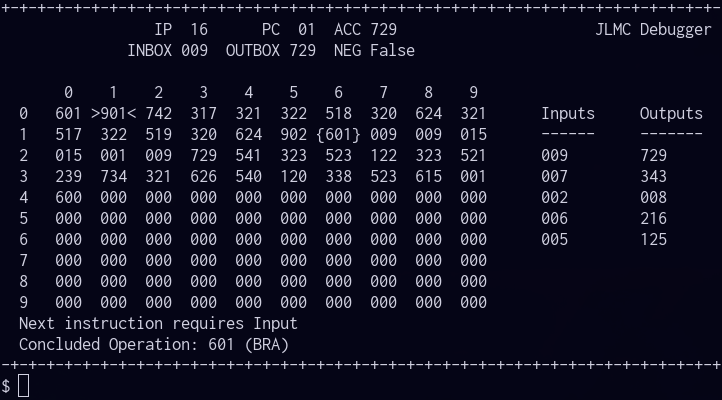 +-+-+-+-+-+-+-+-+-+-+-+-+-+-+-+-+-+-+-+-+-+-+-+-+-+-+-+-+-+-+-+-+-+-+-+-+-+-+-+-+
IP 16 PC 01 ACC 729 JLMC Debugger
INBOX 009 OUTBOX 729 NEG False
0 1 2 3 4 5 6 7 8 9
0 601 >901< 742 317 321 322 518 320 624 321 Inputs Outputs
1 517 322 519 320 624 902 {601} 009 009 015 ------ -------
2 015 001 009 729 541 323 523 122 323 521 009 729
3 239 734 321 626 540 120 338 523 615 001 007 343
4 600 000 000 000 000 000 000 000 000 000 002 008
5 000 000 000 000 000 000 000 000 000 000 006 216
6 000 000 000 000 000 000 000 000 000 000 005 125
7 000 000 000 000 000 000 000 000 000 000
8 000 000 000 000 000 000 000 000 000 000
9 000 000 000 000 000 000 000 000 000 000
Next instruction requires Input
Concluded Operation: 601 (BRA)
-+-+-+-+-+-+-+-+-+-+-+-+-+-+-+-+-+-+-+-+-+-+-+-+-+-+-+-+-+-+-+-+-+-+-+-+-+-+-+-+
$